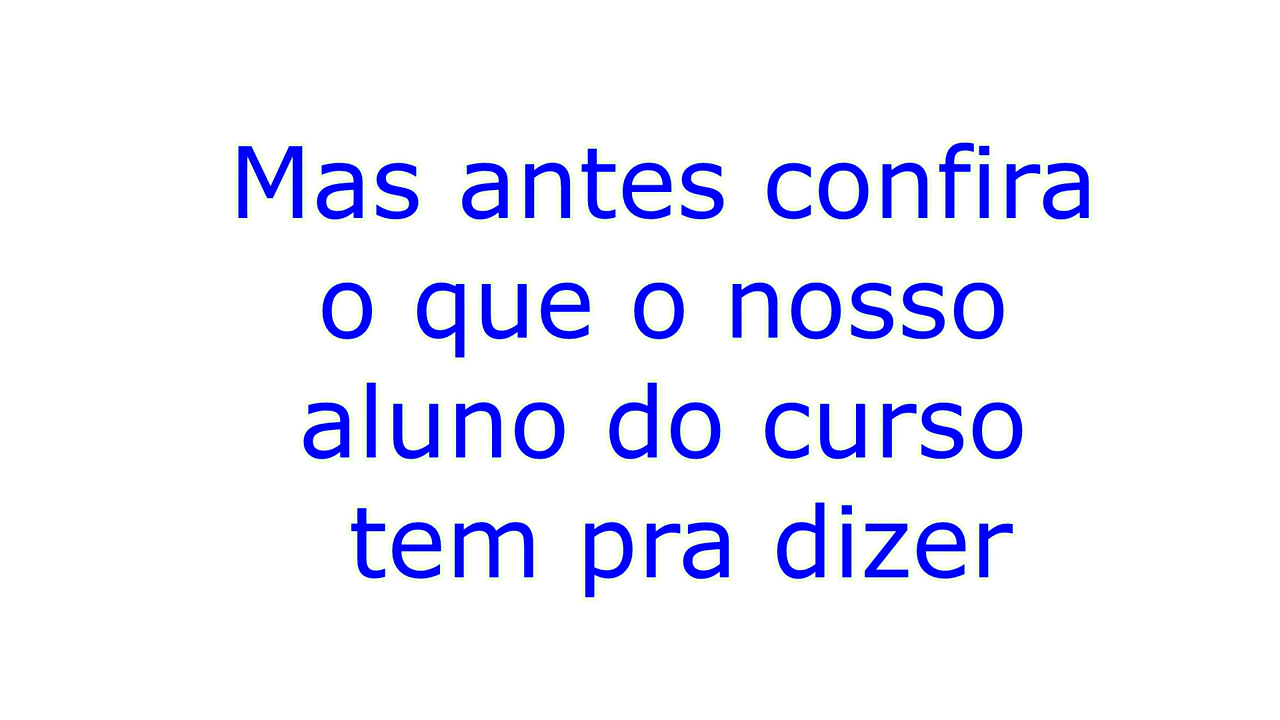 Mas antes confira
o que o nosso
aluno do curso
tem pra dizer